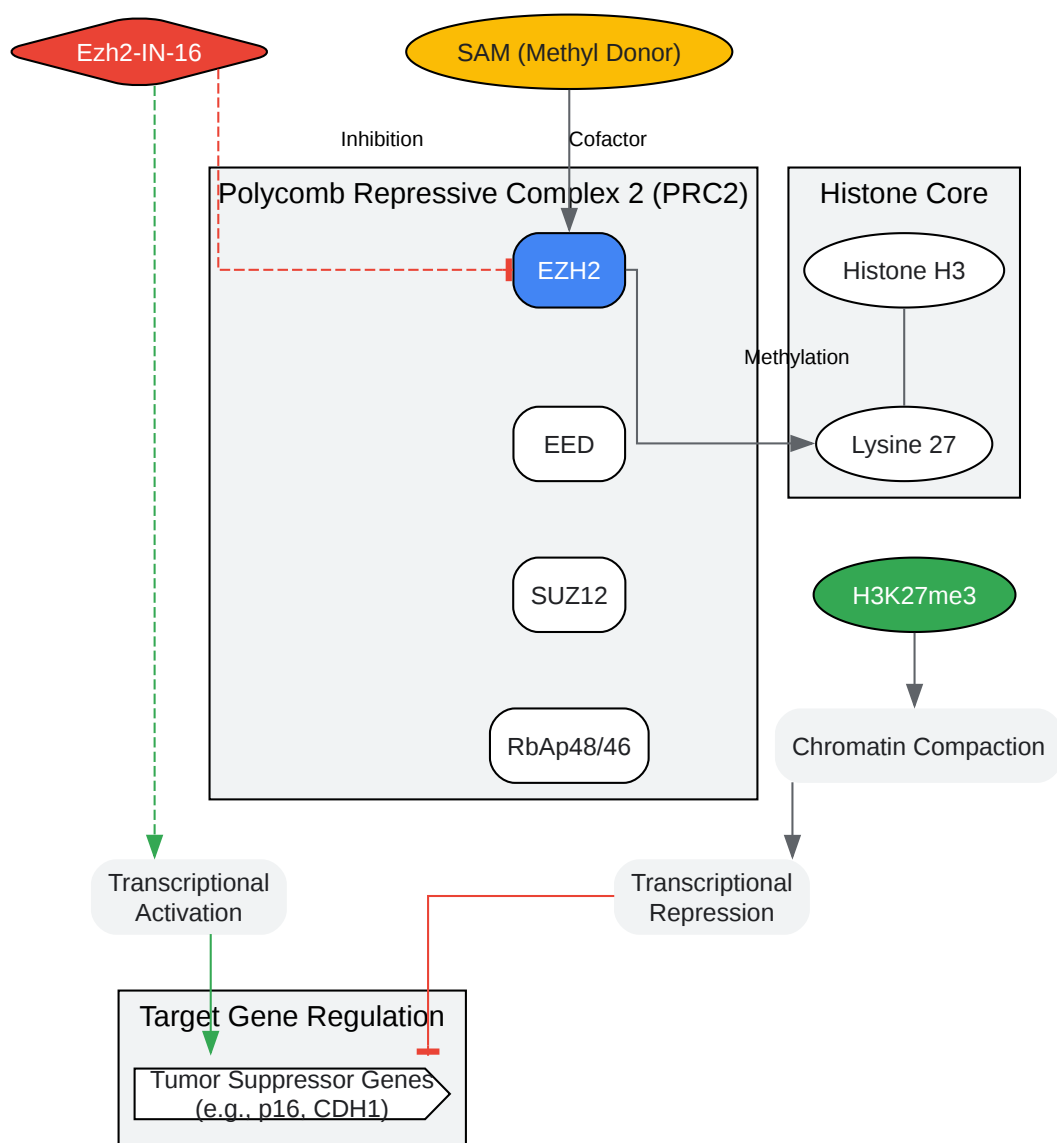 Ezh2-IN-16
SAM (Methyl Donor)
Inhibition
Cofactor
Polycomb Repressive Complex 2 (PRC2)
Histone Core
EZH2
Histone H3
Methylation
EED
Lysine 27
SUZ12
H3K27me3
RbAp48/46
Chromatin Compaction
Transcriptional
Activation
Transcriptional
Repression
Target Gene Regulation
Tumor Suppressor Genes
(e.g., p16, CDH1)